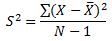 S² = ∑(X − X̄)² / N − 1